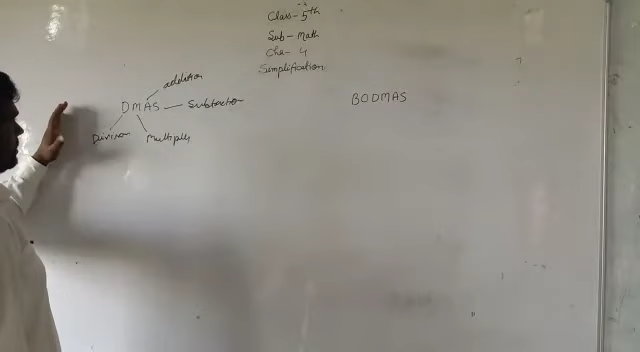 Class- 5th
Sub- Math
Cha- 4
Simplification
addition
DMAS
Subtraction
Division
Multiply
BODMAS